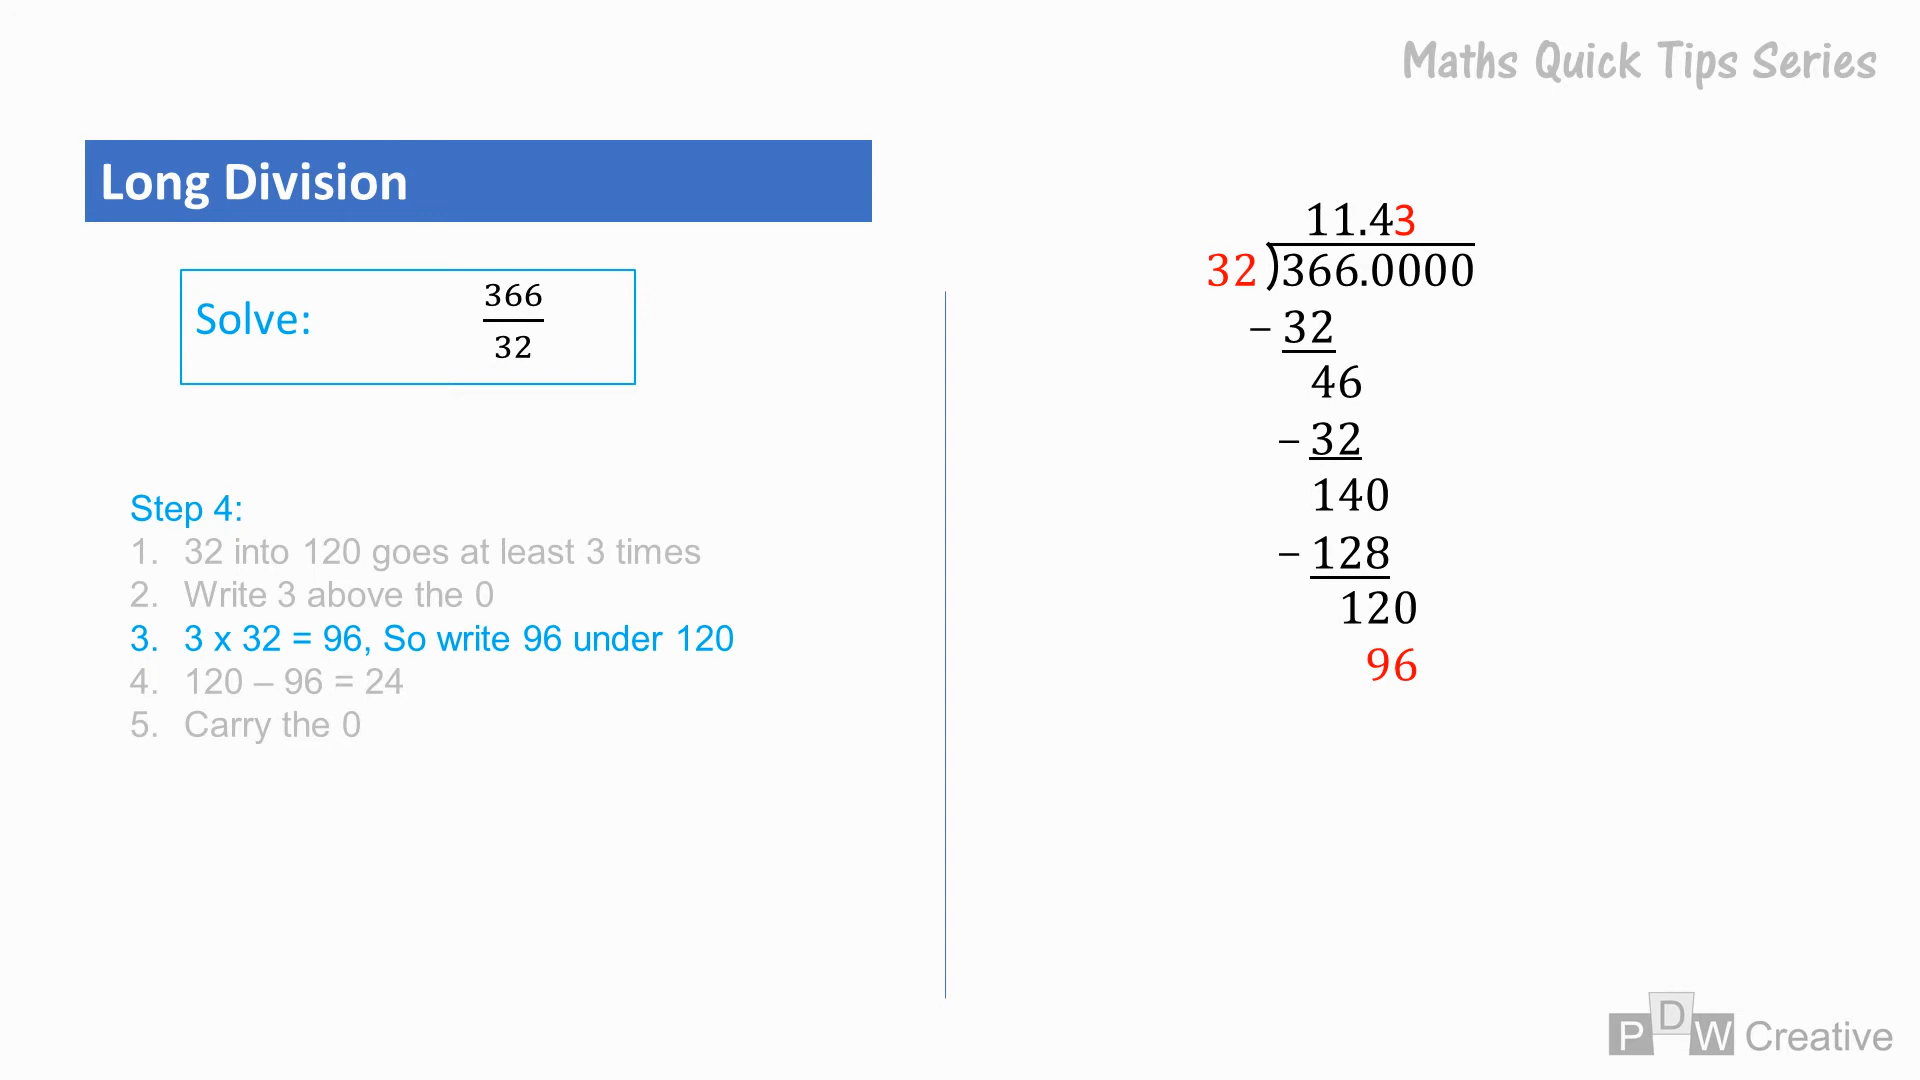 Maths Quick Tips Series
Long Division
Solve:
366
32
Step 4:
1. 32 into 120 goes at least 3 times
2. Write 3 above the 0
3. 3 x 32 = 96, So write 96 under 120
4. 120 – 96 = 24
5. Carry the 0
11.43
32 )366.0000
– 32
46
– 32
140
– 128
120
96
PDW Creative